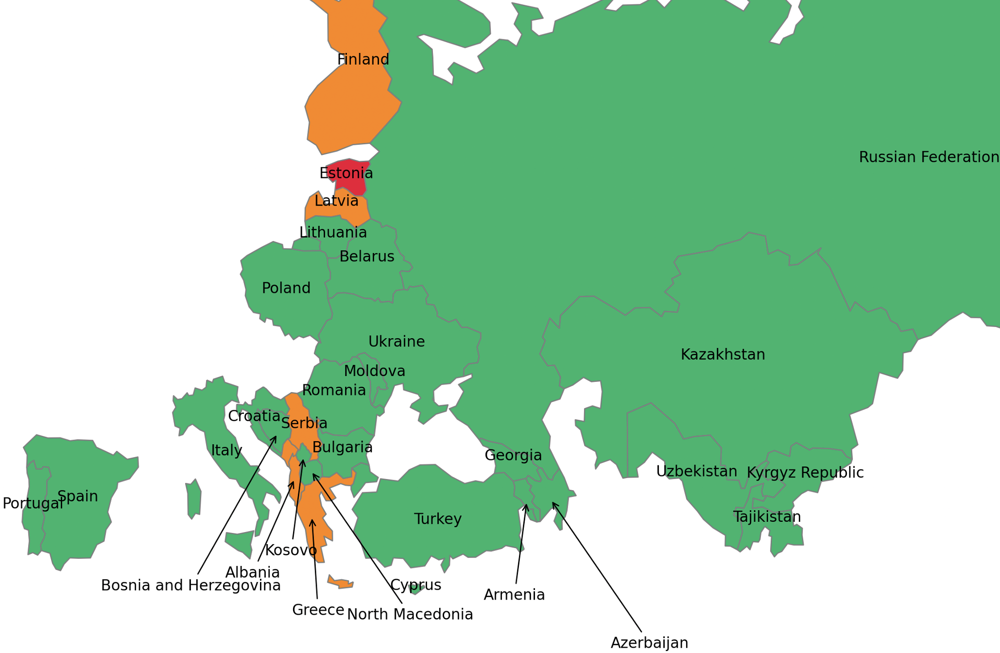 Finland
Russian Federation
Estonia
Latvia
Lithuania
Belarus
Poland
Ukraine
Kazakhstan
Moldova
Romania
Croatia
Serbia
Bulgaria
Italy
Georgia
Uzbekistan
Kyrgyz Republic
Spain
Portugal
Turkey
Tajikistan
Kosovo
Albania
Bosnia and Herzegovina
Cyprus
Armenia
Greece
North Macedonia
Azerbaijan